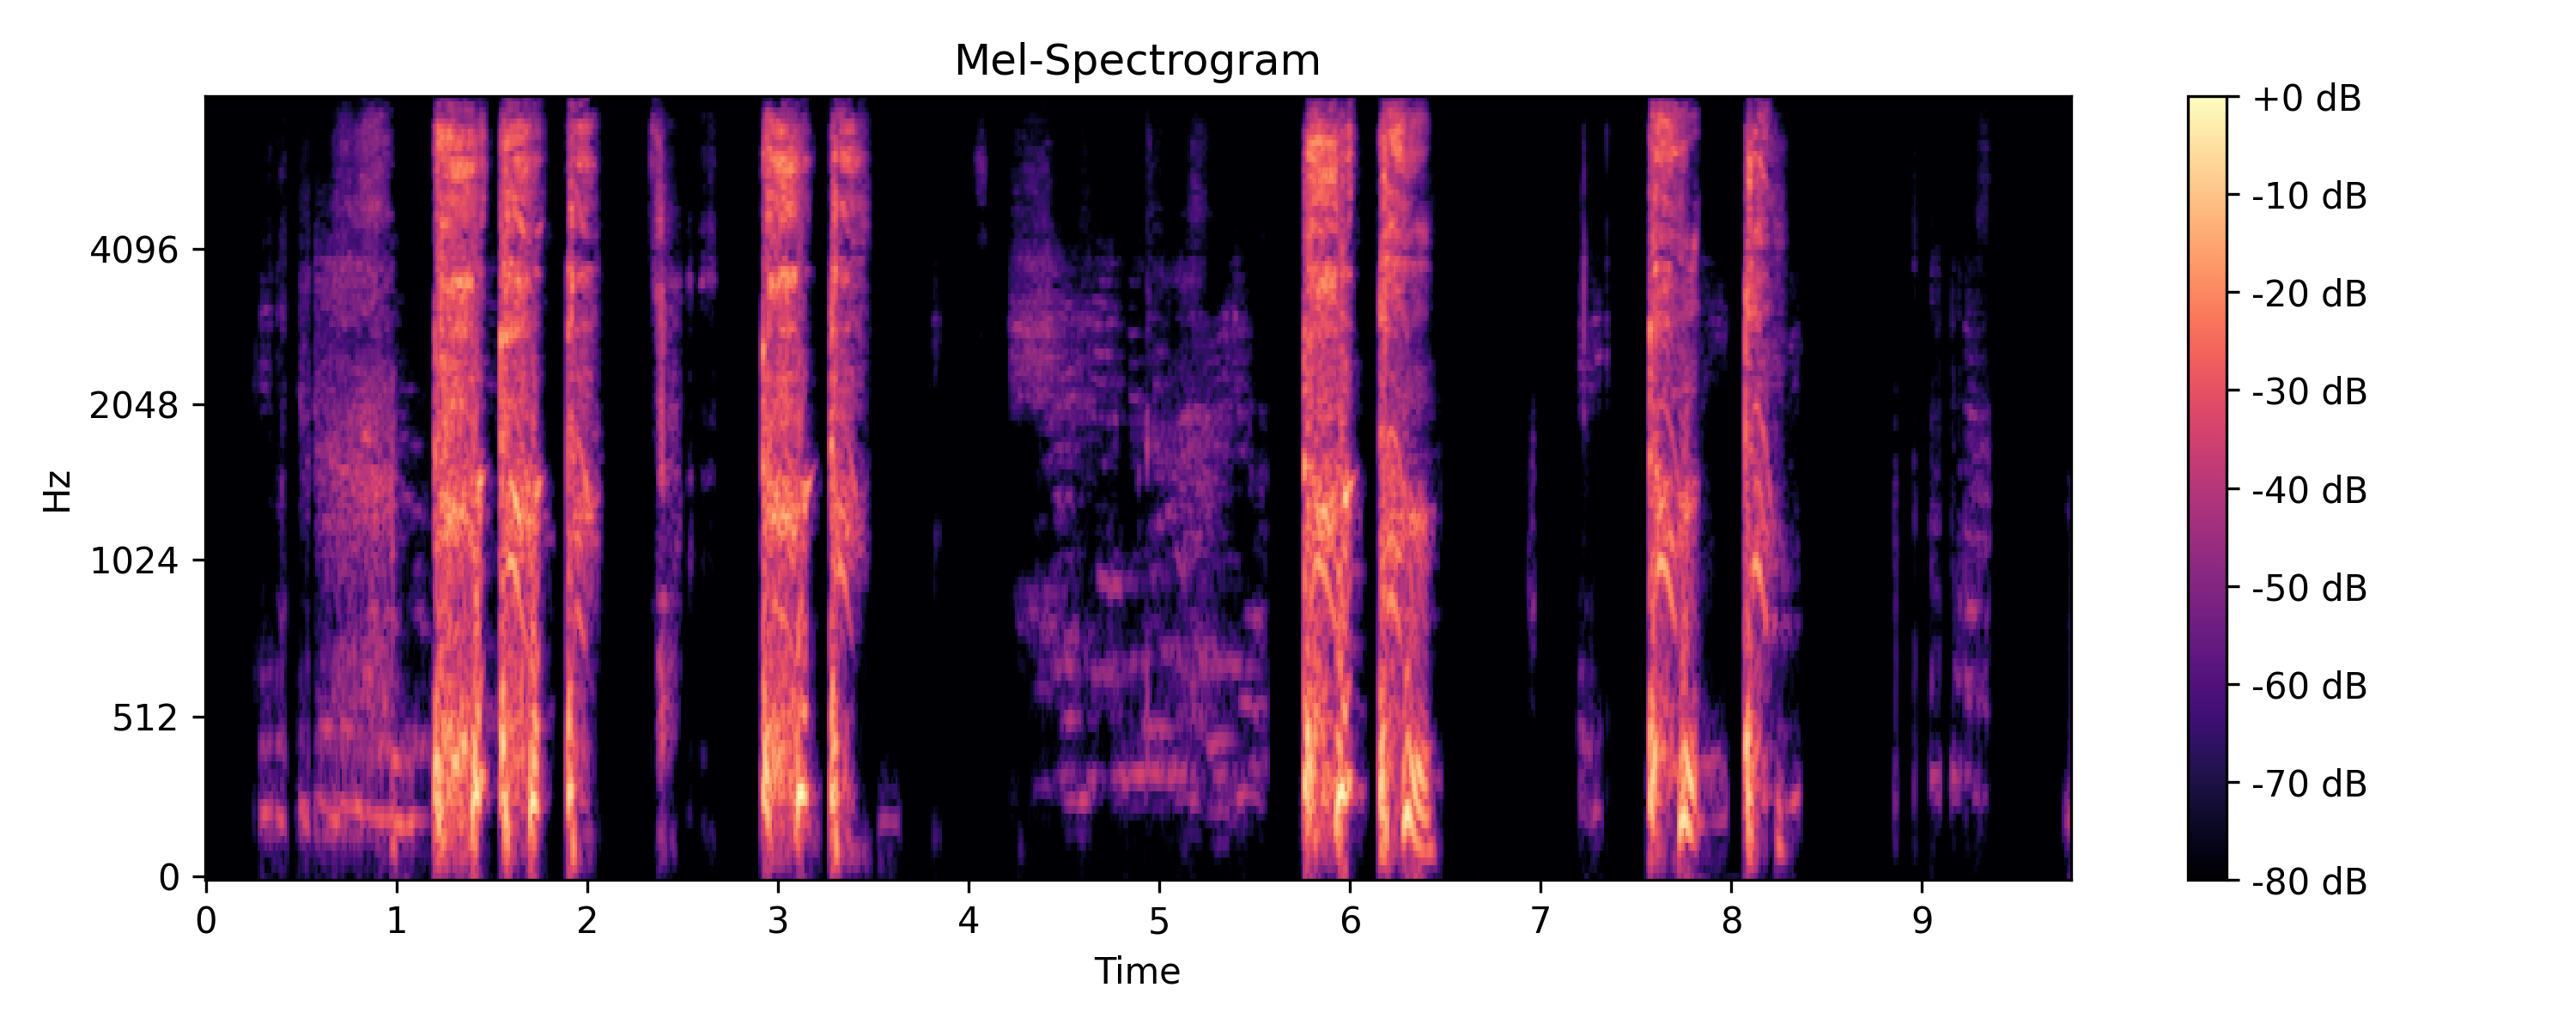 Mel-Spectrogram
+0 dB
-10 dB
-20 dB
-30 dB
-40 dB
-50 dB
-60 dB
-70 dB
-80 dB
4096
2048
1024
512
0
Hz
0 1 2 3 4 5 6 7 8 9
Time